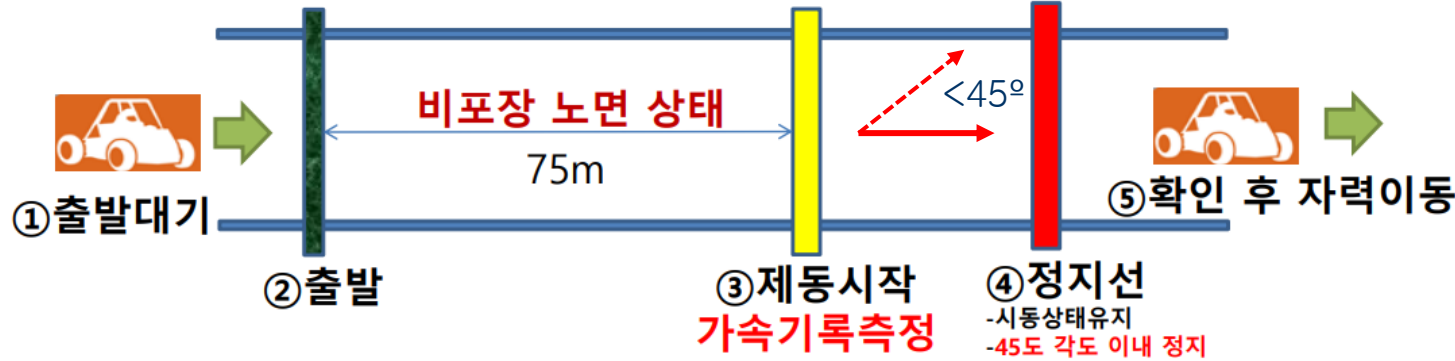 비포장 노면 상태
75m
<45º
①출발대기
②출발
③제동시작
가속기록측정
④정지선
-시동상태유지
-45도 각도 이내 정지
⑤확인 후 자력이동